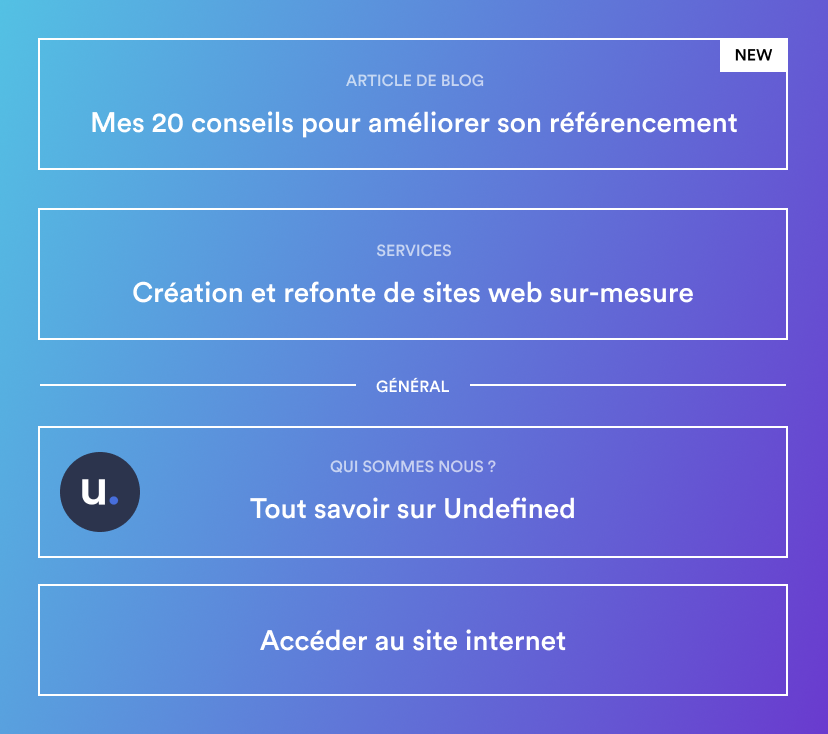 NEW
ARTICLE DE BLOG
Mes 20 conseils pour améliorer son référencement
SERVICES
Création et refonte de sites web sur-mesure
GÉNÉRAL
u.
QUI SOMMES NOUS ?
Tout savoir sur Undefined
Accéder au site internet